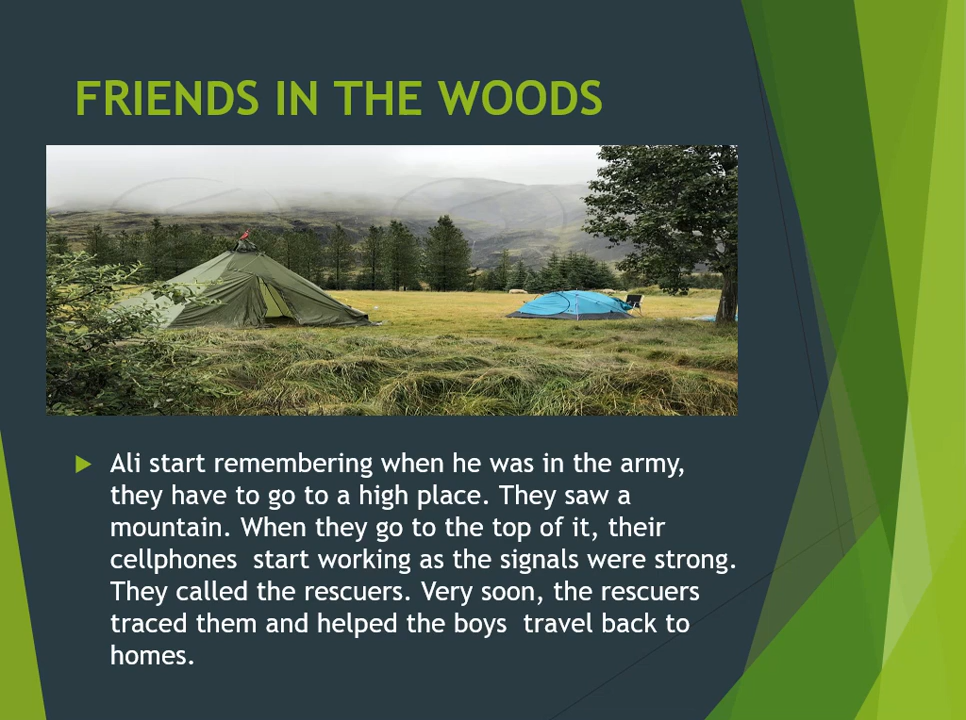 FRIENDS IN THE WOODS
Ali start remembering when he was in the army,
they have to go to a high place. They saw a
mountain. When they go to the top of it, their
cellphones  start working as the signals were strong.
They called the rescuers. Very soon, the rescuers
traced them and helped the boys  travel back to
homes.